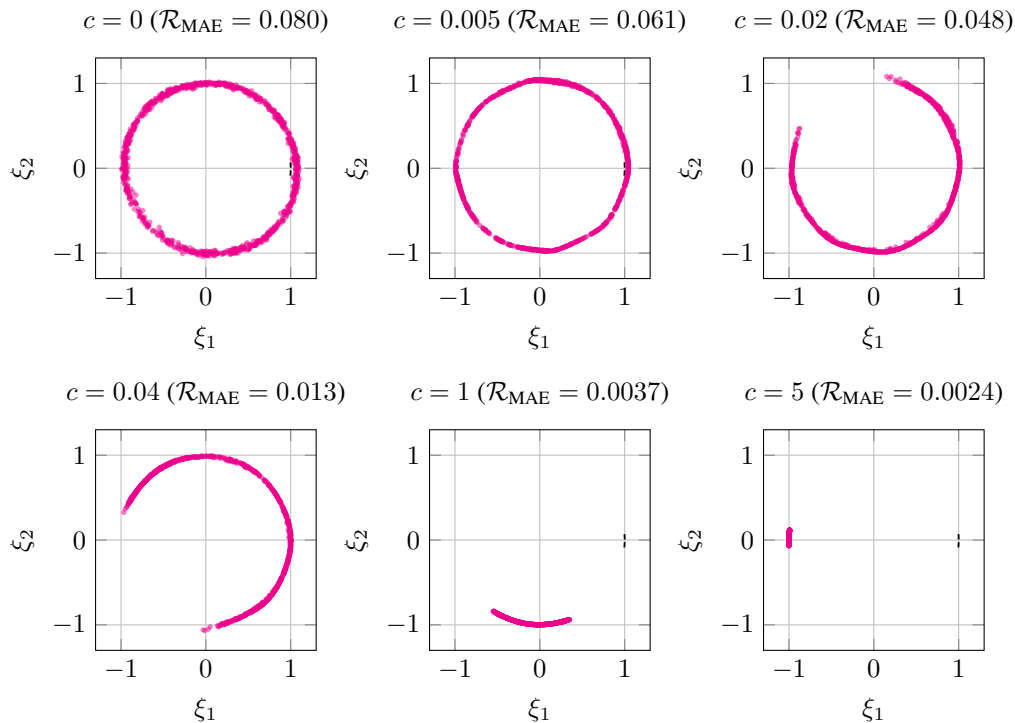 c = 0 (ℛ_MAE = 0.080)
c = 0.005 (ℛ_MAE = 0.061)
c = 0.02 (ℛ_MAE = 0.048)
ξ₂
1
0
−1
−1 0 1
ξ₁
ξ₂
1
0
−1
−1 0 1
ξ₁
ξ₂
1
0
−1
−1 0 1
ξ₁
c = 0.04 (ℛ_MAE = 0.013)
c = 1 (ℛ_MAE = 0.0037)
c = 5 (ℛ_MAE = 0.0024)
ξ₂
1
0
−1
−1 0 1
ξ₁
ξ₂
1
0
−1
−1 0 1
ξ₁
ξ₂
1
0
−1
−1 0 1
ξ₁